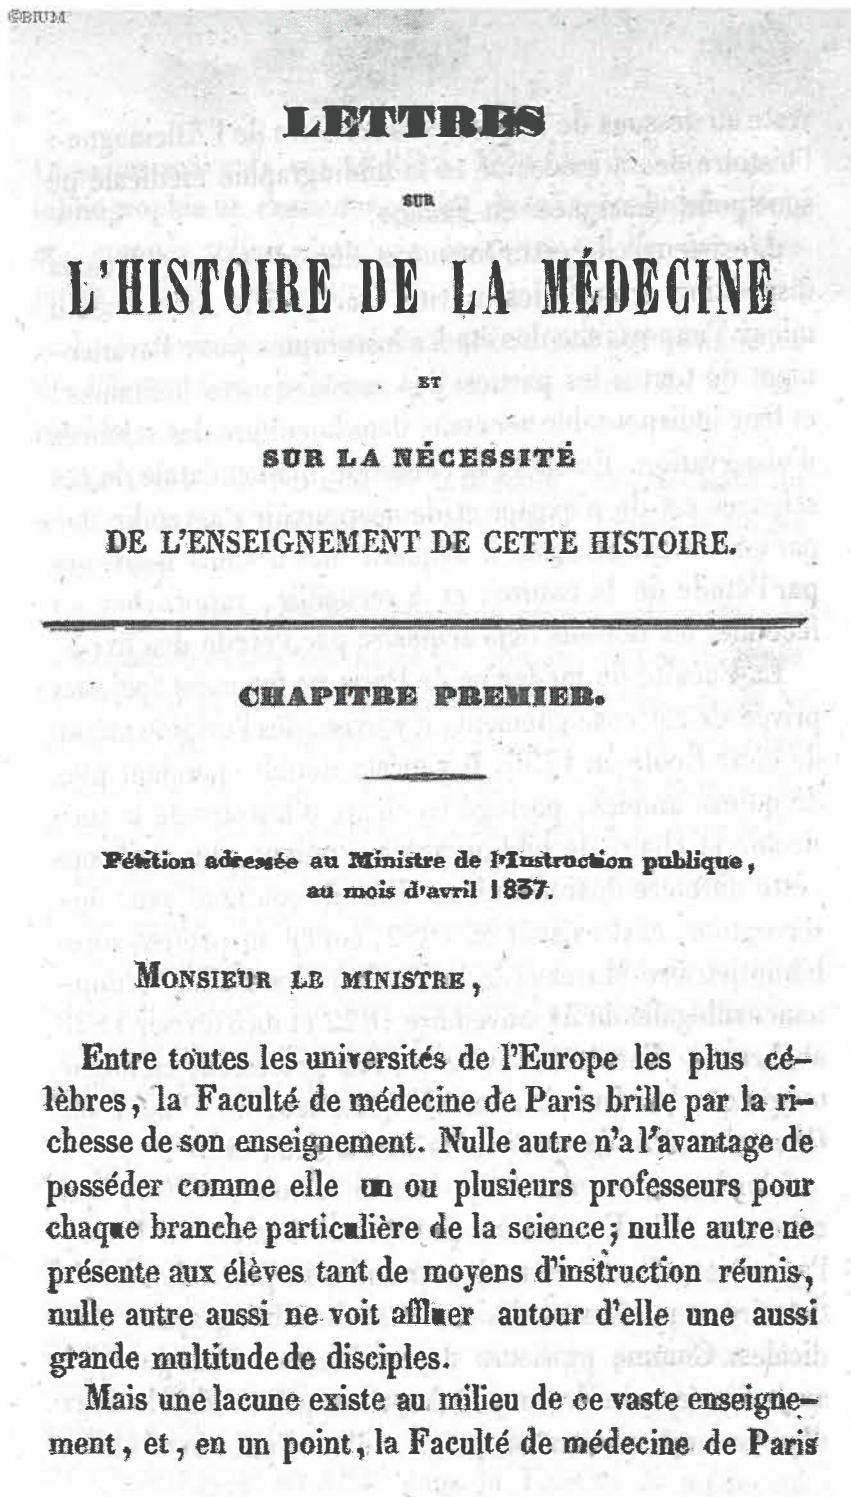 ©BIUM
LETTRES
SUR
L'HISTOIRE DE LA MÉDECINE
ET
SUR LA NÉCESSITÉ
DE L'ENSEIGNEMENT DE CETTE HISTOIRE.
CHAPITRE PREMIER.
Pétition adressée au Ministre de l'Instruction publique,
au mois d'avril 1837.
MONSIEUR LE MINISTRE,
Entre toutes les universités de l'Europe les plus cé-
lèbres, la Faculté de médecine de Paris brille par la ri-
chesse de son enseignement. Nulle autre n'a l'avantage de
posséder comme elle un ou plusieurs professeurs pour
chaque branche particulière de la science; nulle autre ne
présente aux élèves tant de moyens d'instruction réunis,
nulle autre aussi ne voit affluer autour d'elle une aussi
grande multitude de disciples.
Mais une lacune existe au milieu de ce vaste enseigne-
ment, et, en un point, la Faculté de médecine de Paris